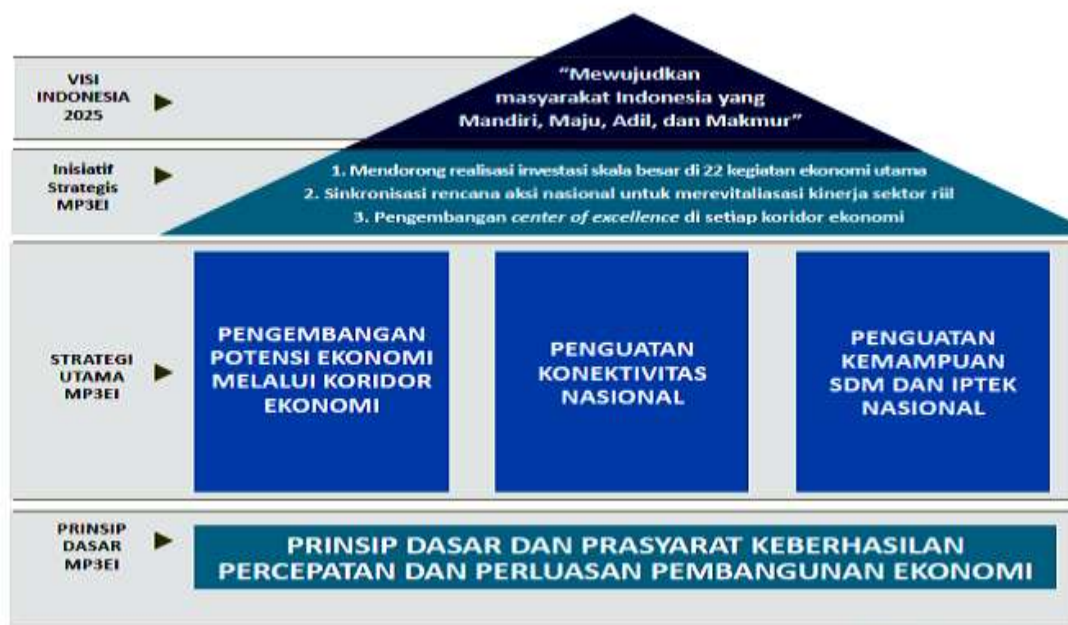 VISI
INDONESIA
2025
"Mewujudkan
masyarakat Indonesia yang
Mandiri, Maju, Adil, dan Makmur"
Inisiatif
Strategis
MP3EI
1. Mendorong realisasi investasi skala besar di 22 kegiatan ekonomi utama
2. Sinkronisasi rencana aksi nasional untuk merevitaliasasi kinerja sektor riil
3. Pengembangan center of excellence di setiap koridor ekonomi
STRATEGI
UTAMA
MP3EI
PENGEMBANGAN
POTENSI EKONOMI
MELALUI KORIDOR
EKONOMI
PENGUATAN
KONEKTIVITAS
NASIONAL
PENGUATAN
KEMAMPUAN
SDM DAN IPTEK
NASIONAL
PRINSIP
DASAR
MP3EI
PRINSIP DASAR DAN PRASYARAT KEBERHASILAN
PERCEPATAN DAN PERLUASAN PEMBANGUNAN EKONOMI